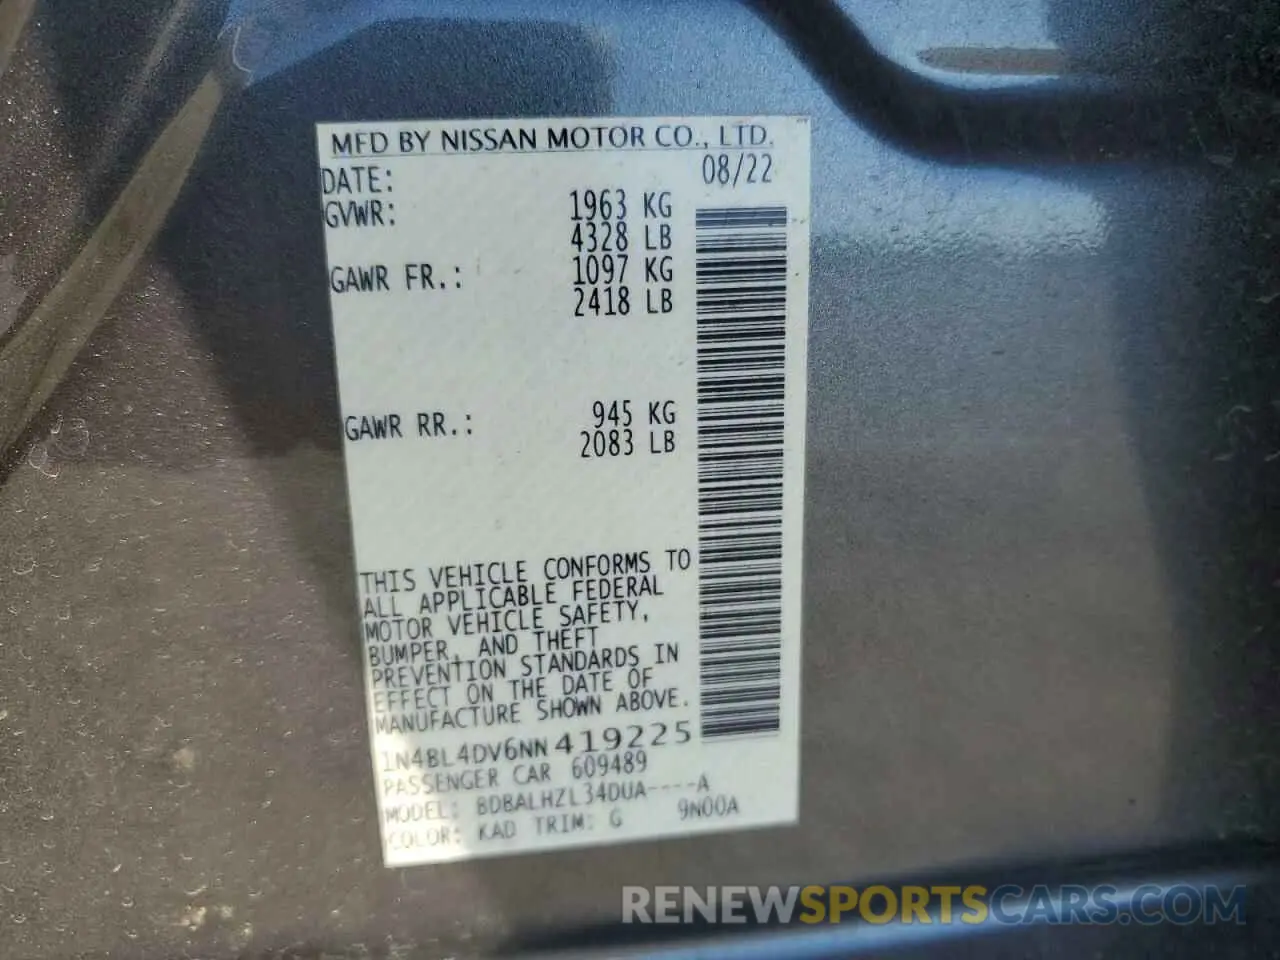 MFD BY NISSAN MOTOR CO., LTD.
DATE: 08/22
GVWR: 1963 KG
4328 LB
GAWR FR.: 1097 KG
2418 LB
GAWR RR.: 945 KG
2083 LB
THIS VEHICLE CONFORMS TO
ALL APPLICABLE FEDERAL
MOTOR VEHICLE SAFETY,
BUMPER, AND THEFT
PREVENTION STANDARDS IN
EFFECT ON THE DATE OF
MANUFACTURE SHOWN ABOVE.
1N4BL4DV6NN419225
PASSENGER CAR 609489
MODEL: BDBALHZL34DUA----A
COLOR: KAD TRIM: G 9N00A
RENEWSPORTSCARS.COM